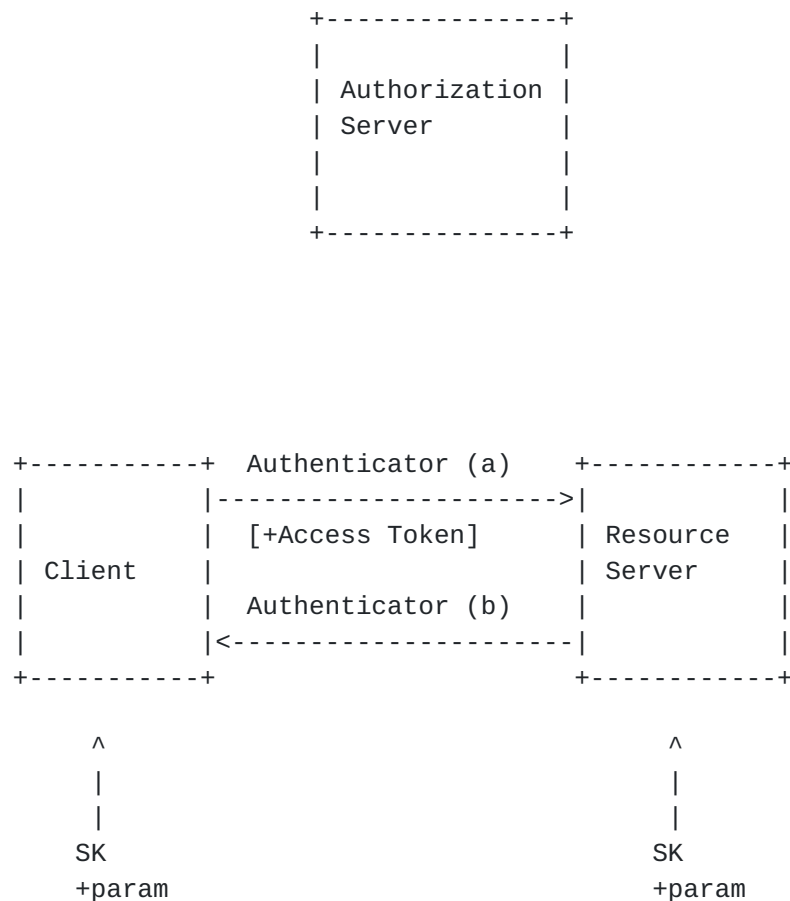 Authorization
Server
Authenticator (a)
[+Access Token]
Resource
Client
Server
Authenticator (b)
SK
SK
+param
+param